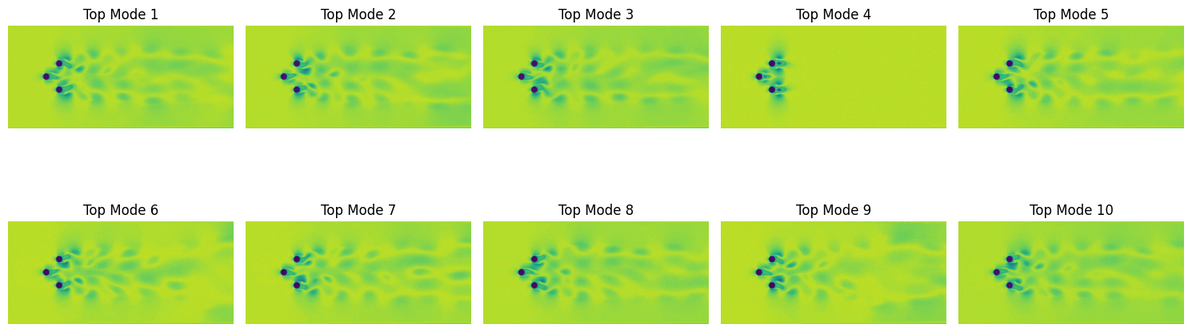 Top Mode 1
Top Mode 2
Top Mode 3
Top Mode 4
Top Mode 5
Top Mode 6
Top Mode 7
Top Mode 8
Top Mode 9
Top Mode 10